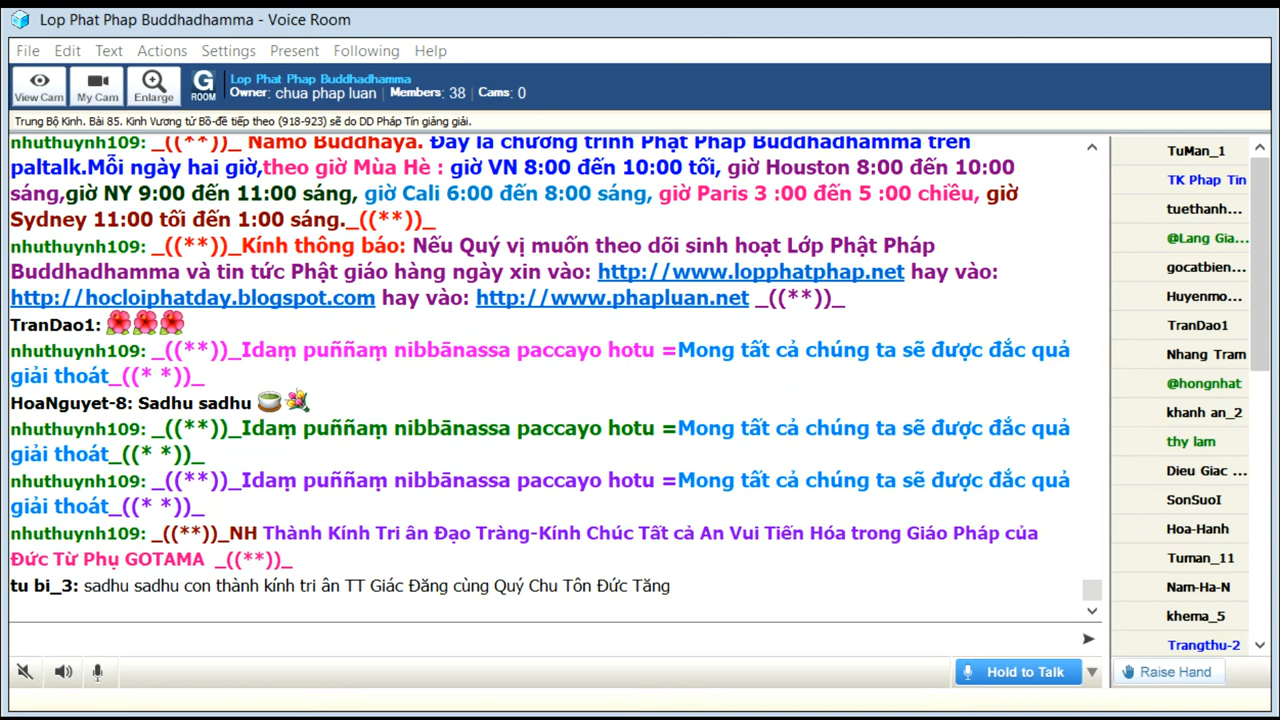 Lop Phat Phap Buddhadhamma - Voice Room
File Edit Text Actions Settings Present Following Help
View Cam My Cam Enlarge G ROOM
Lop Phat Phap Buddhadhamma
Owner: chua phap luan Members: 38 Cams: 0
Trung Bộ Kinh. Bài 85. Kinh Vương tử Bồ-đề tiếp theo (918-923) sẽ do DD Pháp Tín giảng giải.
nhuthuynh109: _((**))_ Namo Buddhaya. Đây là chương trình Phật Pháp Buddhadhamma trên
paltalk.Mỗi ngày hai giờ,theo giờ Mùa Hè : giờ VN 8:00 đến 10:00 tối, giờ Houston 8:00 đến 10:00
sáng,giờ NY 9:00 đến 11:00 sáng, giờ Cali 6:00 đến 8:00 sáng, giờ Paris 3 :00 đến 5 :00 chiều, giờ
Sydney 11:00 tối đến 1:00 sáng._((**))_
nhuthuynh109: _((**))_Kính thông báo: Nếu Quý vị muốn theo dõi sinh hoạt Lớp Phật Pháp
Buddhadhamma và tin tức Phật giáo hàng ngày xin vào: http://www.lopphatphap.net hay vào:
http://hocloiphatday.blogspot.com hay vào: http://www.phapluan.net _((**))_
TranDao1:
nhuthuynh109: _((**))_Idaṃ puññaṃ nibbānassa paccayo hotu =Mong tất cả chúng ta sẽ được đắc quả
giải thoát_((* *))_
HoaNguyet-8: Sadhu sadhu
nhuthuynh109: _((**))_Idaṃ puññaṃ nibbānassa paccayo hotu =Mong tất cả chúng ta sẽ được đắc quả
giải thoát_((* *))_
nhuthuynh109: _((**))_Idaṃ puññaṃ nibbānassa paccayo hotu =Mong tất cả chúng ta sẽ được đắc quả
giải thoát_((* *))_
nhuthuynh109: _((**))_NH Thành Kính Tri ân Đạo Tràng-Kính Chúc Tất cả An Vui Tiến Hóa trong Giáo Pháp của
Đức Từ Phụ GOTAMA _((**))_
tu bi_3: sadhu sadhu con thành kính tri ân TT Giác Đăng cùng Quý Chu Tôn Đức Tăng
TuMan_1
TK Phap Tin
tuethanh...
@Lang Gia...
gocatbien...
Huyenmo...
TranDao1
Nhang Tram
@hongnhat
khanh an_2
thy lam
Dieu Giac ...
SonSuoI
Hoa-Hanh
Tuman_11
Nam-Ha-N
khema_5
Trangthu-2
Hold to Talk
Raise Hand